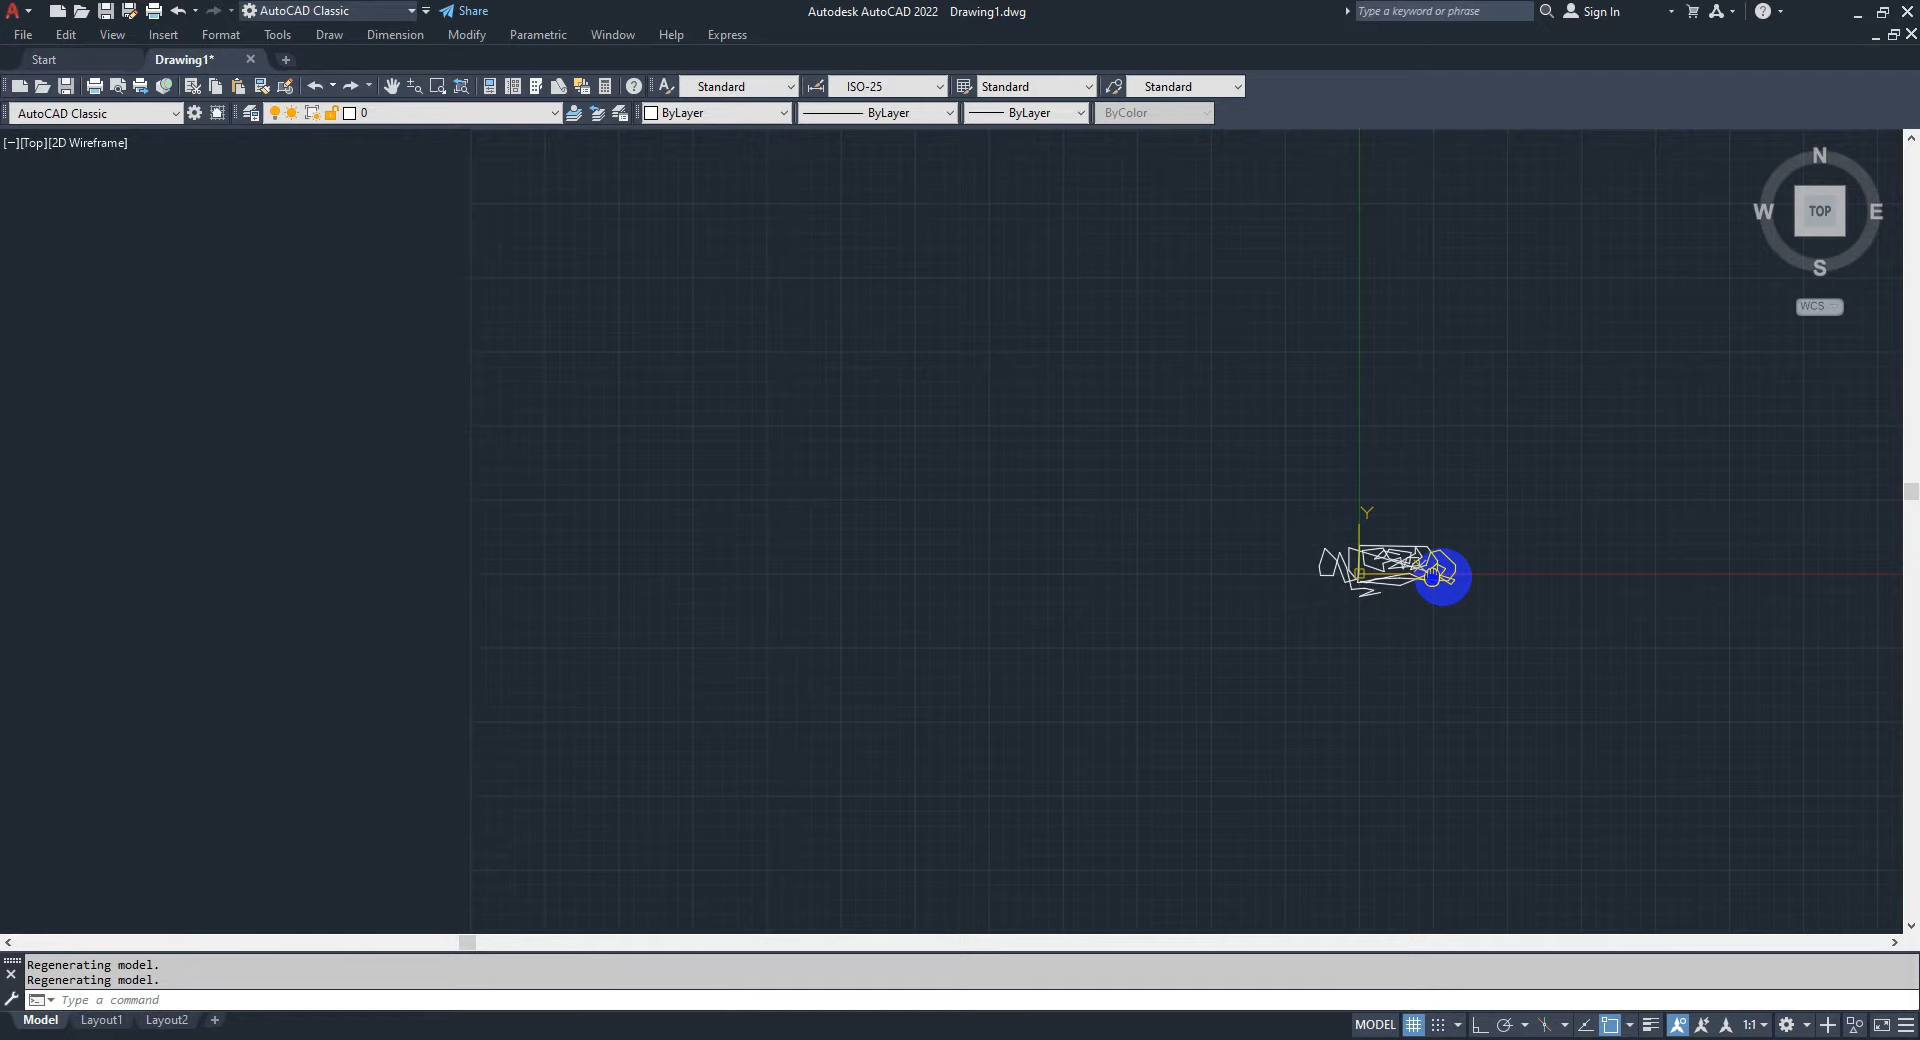 AutoCAD Classic
Share
Autodesk AutoCAD 2022 Drawing1.dwg
Type a keyword or phrase
Sign In
File Edit View Insert Format Tools Draw Dimension Modify Parametric Window Help Express
Start Drawing1*
Standard ISO-25 Standard Standard
AutoCAD Classic 0 ByLayer ByLayer ByLayer ByColor
[−][Top][2D Wireframe]
N
W TOP E
S
WCS
Y
Regenerating model.
Regenerating model.
Type a command
Model Layout1 Layout2
MODEL 1:1